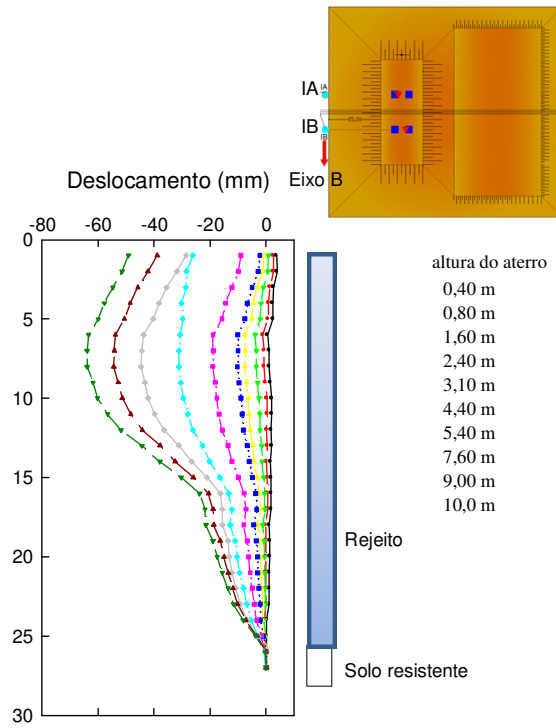 IA
IA
IB
IB
Eixo B
Deslocamento (mm)
-80 -60 -40 -20 0
0
5
10
15
20
25
30
altura do aterro
0,40 m
0,80 m
1,60 m
2,40 m
3,10 m
4,40 m
5,40 m
7,60 m
9,00 m
10,0 m
Rejeito
Solo resistente